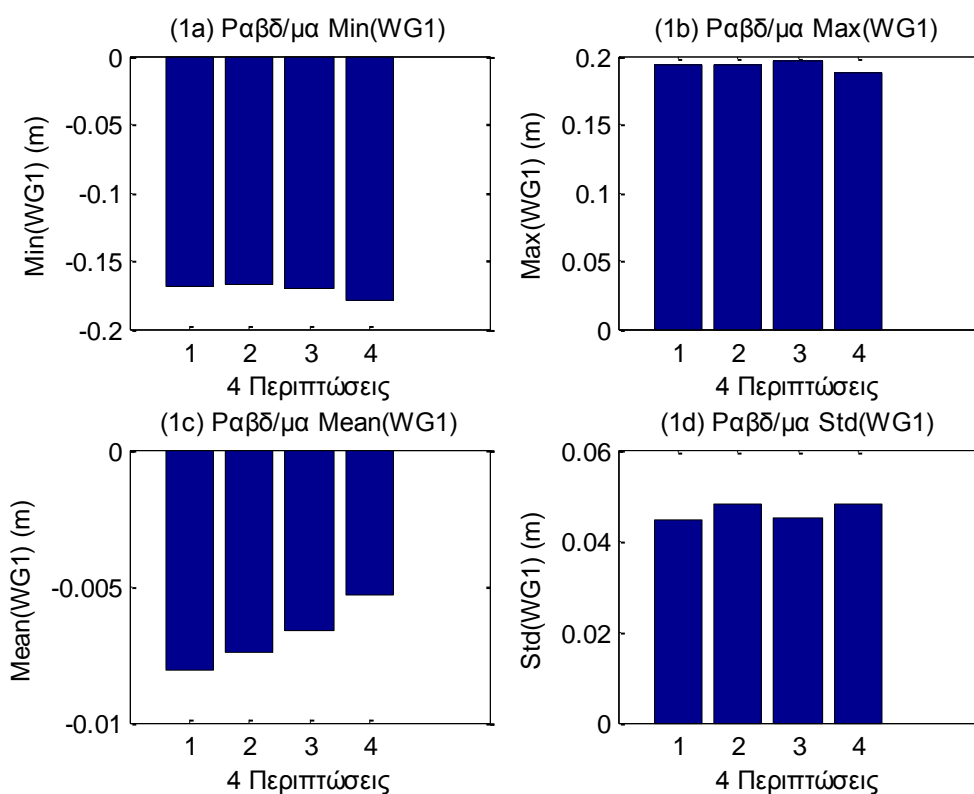 (1a) Ραβδ/μα Min(WG1)
0
-0.05
-0.1
-0.15
-0.2
Min(WG1) (m)
1 2 3 4
4 Περιπτώσεις
(1b) Ραβδ/μα Max(WG1)
0.2
0.15
0.1
0.05
0
Max(WG1) (m)
1 2 3 4
4 Περιπτώσεις
(1c) Ραβδ/μα Mean(WG1)
0
-0.005
-0.01
Mean(WG1) (m)
1 2 3 4
4 Περιπτώσεις
(1d) Ραβδ/μα Std(WG1)
0.06
0.04
0.02
0
Std(WG1) (m)
1 2 3 4
4 Περιπτώσεις